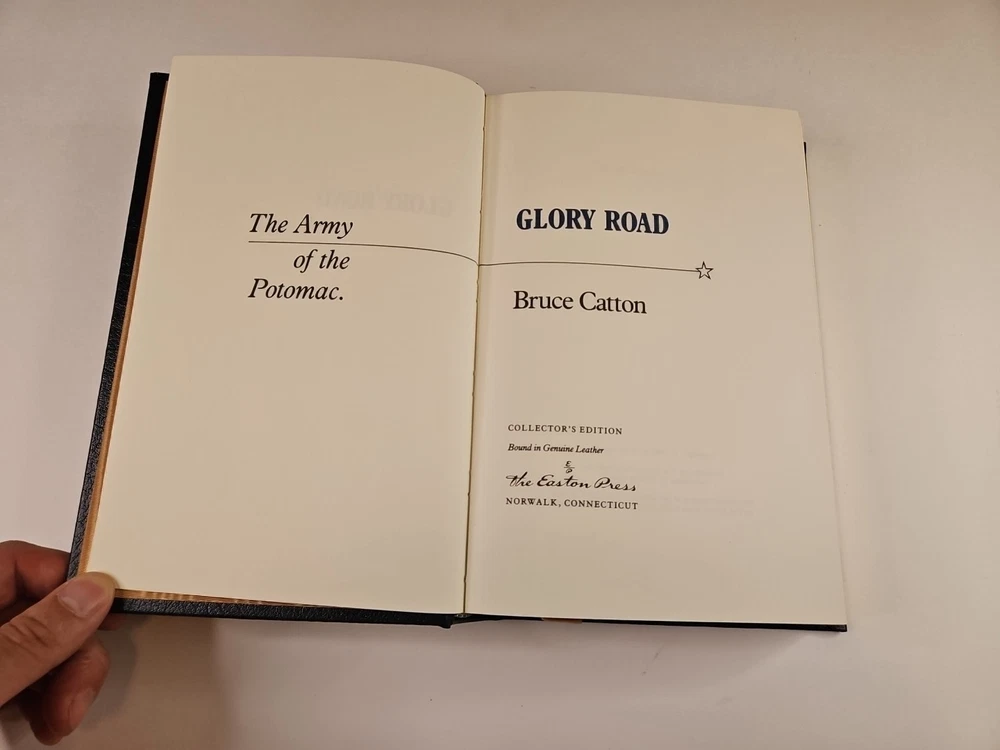 The Army
of the
Potomac.
GLORY ROAD
Bruce Catton
COLLECTOR'S EDITION
Bound in Genuine Leather
E
P
The Easton Press
NORWALK, CONNECTICUT